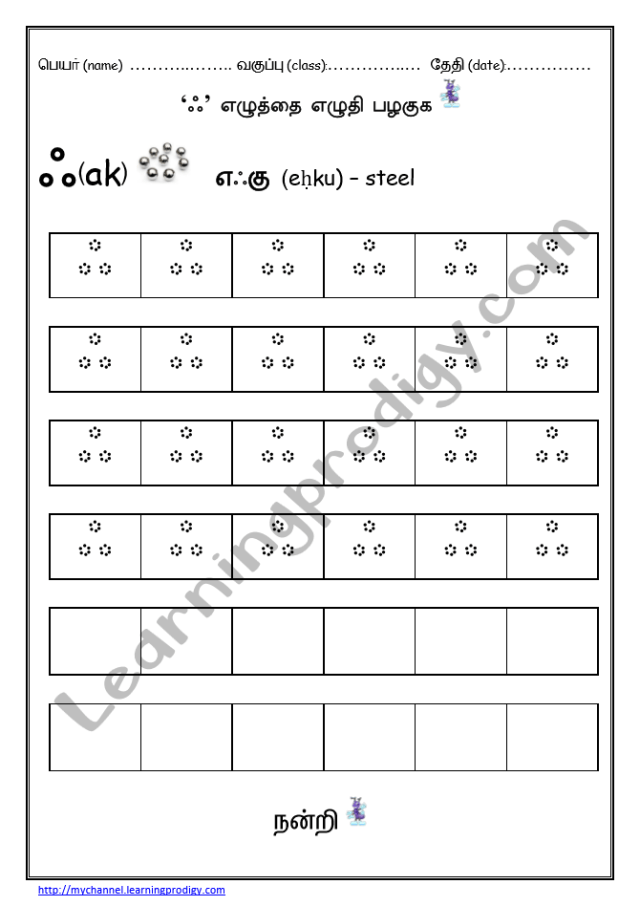 பெயர் (name) ………..…….. வகுப்பு (class):…………..… தேதி (date):……………
‘ஃ’ எழுத்தை எழுதி பழகுக
ஃ(ak) எஃகு (eḥku) – steel
ஃ ஃ ஃ ஃ ஃ ஃ
ஃ ஃ ஃ ஃ ஃ ஃ
ஃ ஃ ஃ ஃ ஃ ஃ
ஃ ஃ ஃ ஃ ஃ ஃ
Learningprodigy.com
நன்றி
http://mychannel.learningprodigy.com